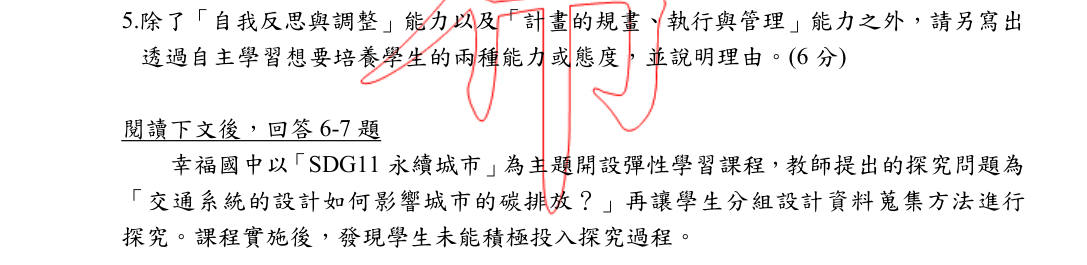 5.除了「自我反思與調整」能力以及「計畫的規畫、執行與管理」能力之外，請另寫出
透過自主學習想要培養學生的兩種能力或態度，並說明理由。(6 分)
閱讀下文後，回答 6-7 題
幸福國中以「SDG11 永續城市」為主題開設彈性學習課程，教師提出的探究問題為
「交通系統的設計如何影響城市的碳排放？」再讓學生分組設計資料蒐集方法進行
探究。課程實施後，發現學生未能積極投入探究過程。